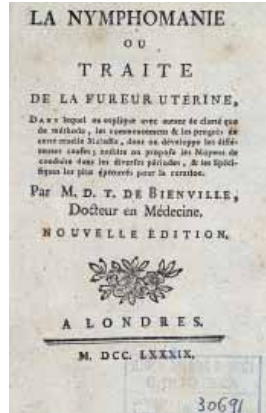 LA NYMPHOMANIE
OU
TRAITÉ
DE LA FUREUR UTÉRINE,
DANS lequel on explique avec autant de clarté que
de méthode, les commencemens & les progrès de
cette cruelle Maladie, dont on développe les diffé-
rentes causes; ensuite on propose les Moyens de
conduite dans les diverses périodes, & les Spéci-
fiques les plus éprouvés pour la curation.
Par M. D. T. DE BIENVILLE,
Docteur en Médecine.
NOUVELLE ÉDITION.
A LONDRES.
M. DCC. LXXXIX.
30691